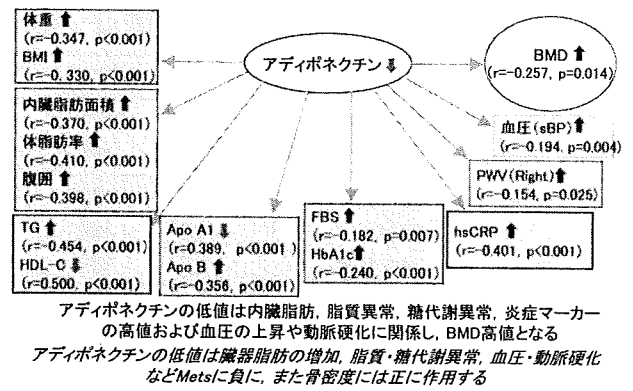 体重⬆
(r=-0.347, p<0.001)
BMI⬆
(r=-0. 330, p<0.001)
内臓脂肪面積⬆
(r=-0.370, p<0.001)
体脂肪率⬆
(r=-0.410, p<0.001)
腹囲⬆
(r=-0.398, p<0.001)
TG⬆
(r=-0.454, p<0.001)
HDL-C⬇
(r=0.500, p<0.001)
アディポネクチン⬇
Apo A1⬇
(r=0.389, p<0.001)
Apo B⬆
(r=-0.356, p<0.001)
FBS⬆
(r=-0.182, p=0.007)
HbA1c⬆
(r=-0.240, p<0.001)
BMD⬆
(r=-0.257, p=0.014)
血圧(sBP)⬆
(r=-0.194, p=0.004)
PWV(Right)⬆
(r=-0.154, p=0.025)
hsCRP⬆
(r=-0.401, p<0.001)
アディポネクチンの低値は内臓脂肪, 脂質異常, 糖代謝異常, 炎症マーカー
の高値および血圧の上昇や動脈硬化に関係し, BMD高値となる
アディポネクチンの低値は臓器脂肪の増加, 脂質・糖代謝異常, 血圧・動脈硬化
などMetsに負に, また骨密度には正に作用する